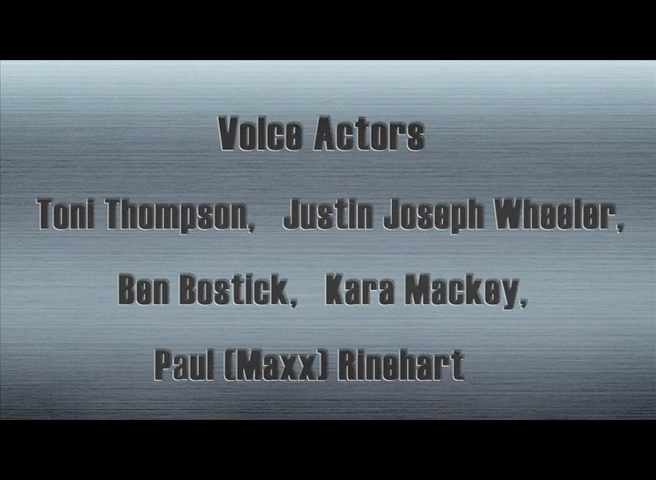 Voice Actors
Toni Thompson, Justin Joseph Wheeler,
Ben Bostick, Kara Mackey,
Paul (Maxx) Rinehart